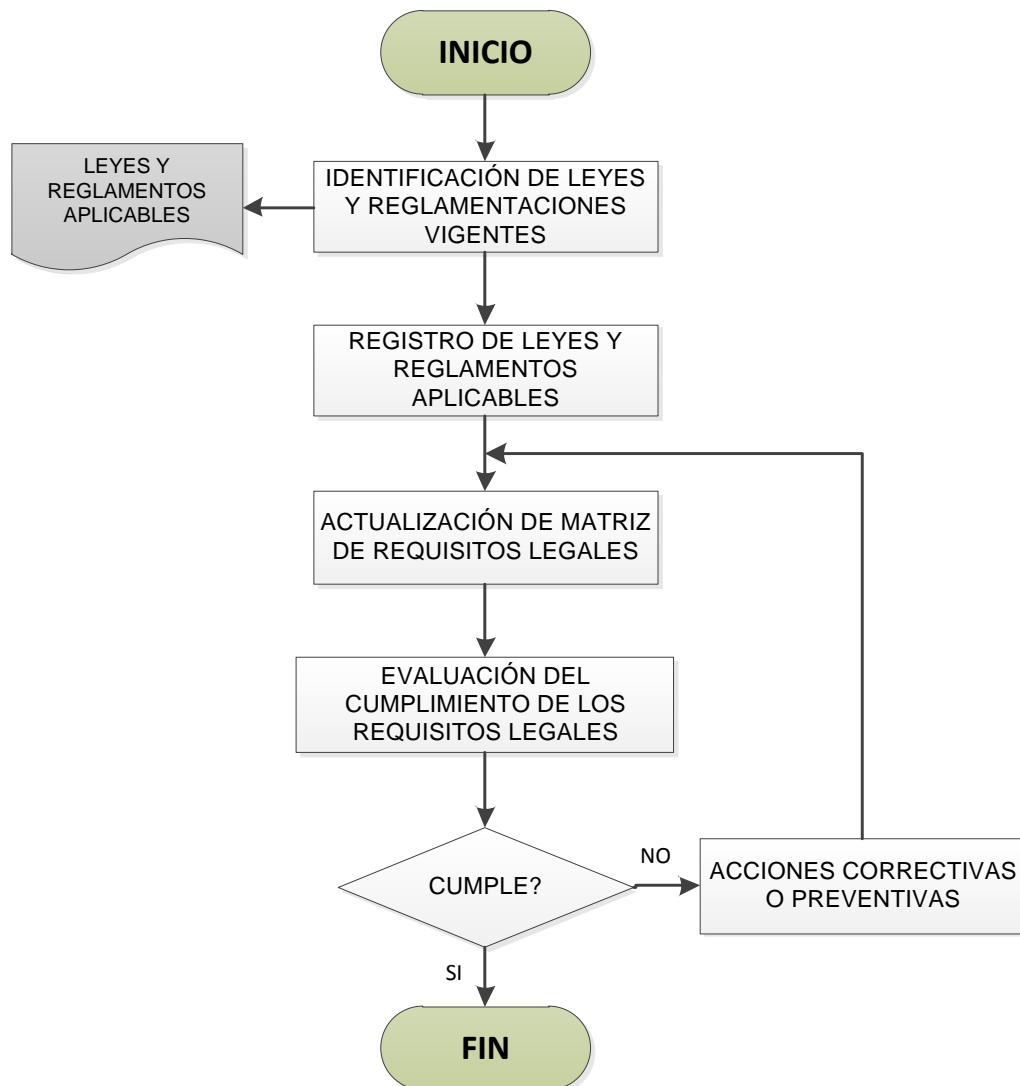 INICIO
LEYES Y
REGLAMENTOS
APLICABLES
IDENTIFICACIÓN DE LEYES
Y REGLAMENTACIONES
VIGENTES
REGISTRO DE LEYES Y
REGLAMENTOS
APLICABLES
ACTUALIZACIÓN DE MATRIZ
DE REQUISITOS LEGALES
EVALUACIÓN DEL
CUMPLIMIENTO DE LOS
REQUISITOS LEGALES
CUMPLE?
NO
ACCIONES CORRECTIVAS
O PREVENTIVAS
SI
FIN